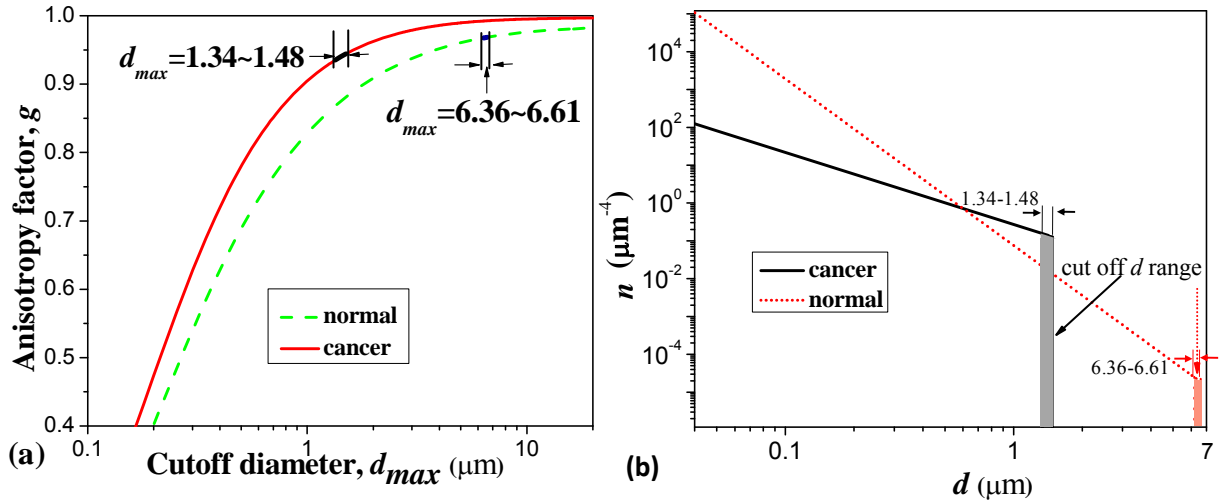 1.0
0.9
0.8
0.7
0.6
0.5
0.4
Anisotropy factor, g
d_max=1.34~1.48
d_max=6.36~6.61
normal
cancer
0.1
1
10
(a)
Cutoff diameter, d_max (μm)
10^4
10^2
10^0
10^-2
10^-4
n (μm^-4)
1.34-1.48
cancer
normal
cut off d range
6.36-6.61
0.1
1
7
(b)
d (μm)